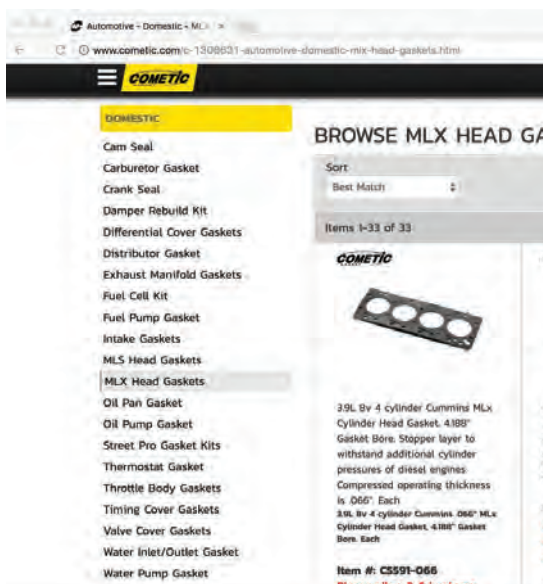 Automotive - Domestic - ML
www.cometic.com/c-1308631-automotive-domestic-mlx-head-gaskets.html
COMETIC
DOMESTIC
Cam Seal
Carburetor Gasket
Crank Seal
Damper Rebuild Kit
Differential Cover Gaskets
Distributor Gasket
Exhaust Manifold Gaskets
Fuel Cell Kit
Fuel Pump Gasket
Intake Gaskets
MLS Head Gaskets
MLX Head Gaskets
Oil Pan Gasket
Oil Pump Gasket
Street Pro Gasket Kits
Thermostat Gasket
Throttle Body Gaskets
Timing Cover Gaskets
Valve Cover Gaskets
Water Inlet/Outlet Gasket
Water Pump Gasket
BROWSE MLX HEAD GA
Sort
Best Match
Items 1-33 of 33
COMETIC
3.9L 8v 4 cylinder Cummins MLx
Cylinder Head Gasket. 4.188"
Gasket Bore. Stopper layer to
withstand additional cylinder
pressures of diesel engines
Compressed operating thickness
is .066". Each
3.9L 8v 4 cylinder Cummins .066" MLx
Cylinder Head Gasket, 4.188" Gasket
Bore. Each
Item #: C5591-066